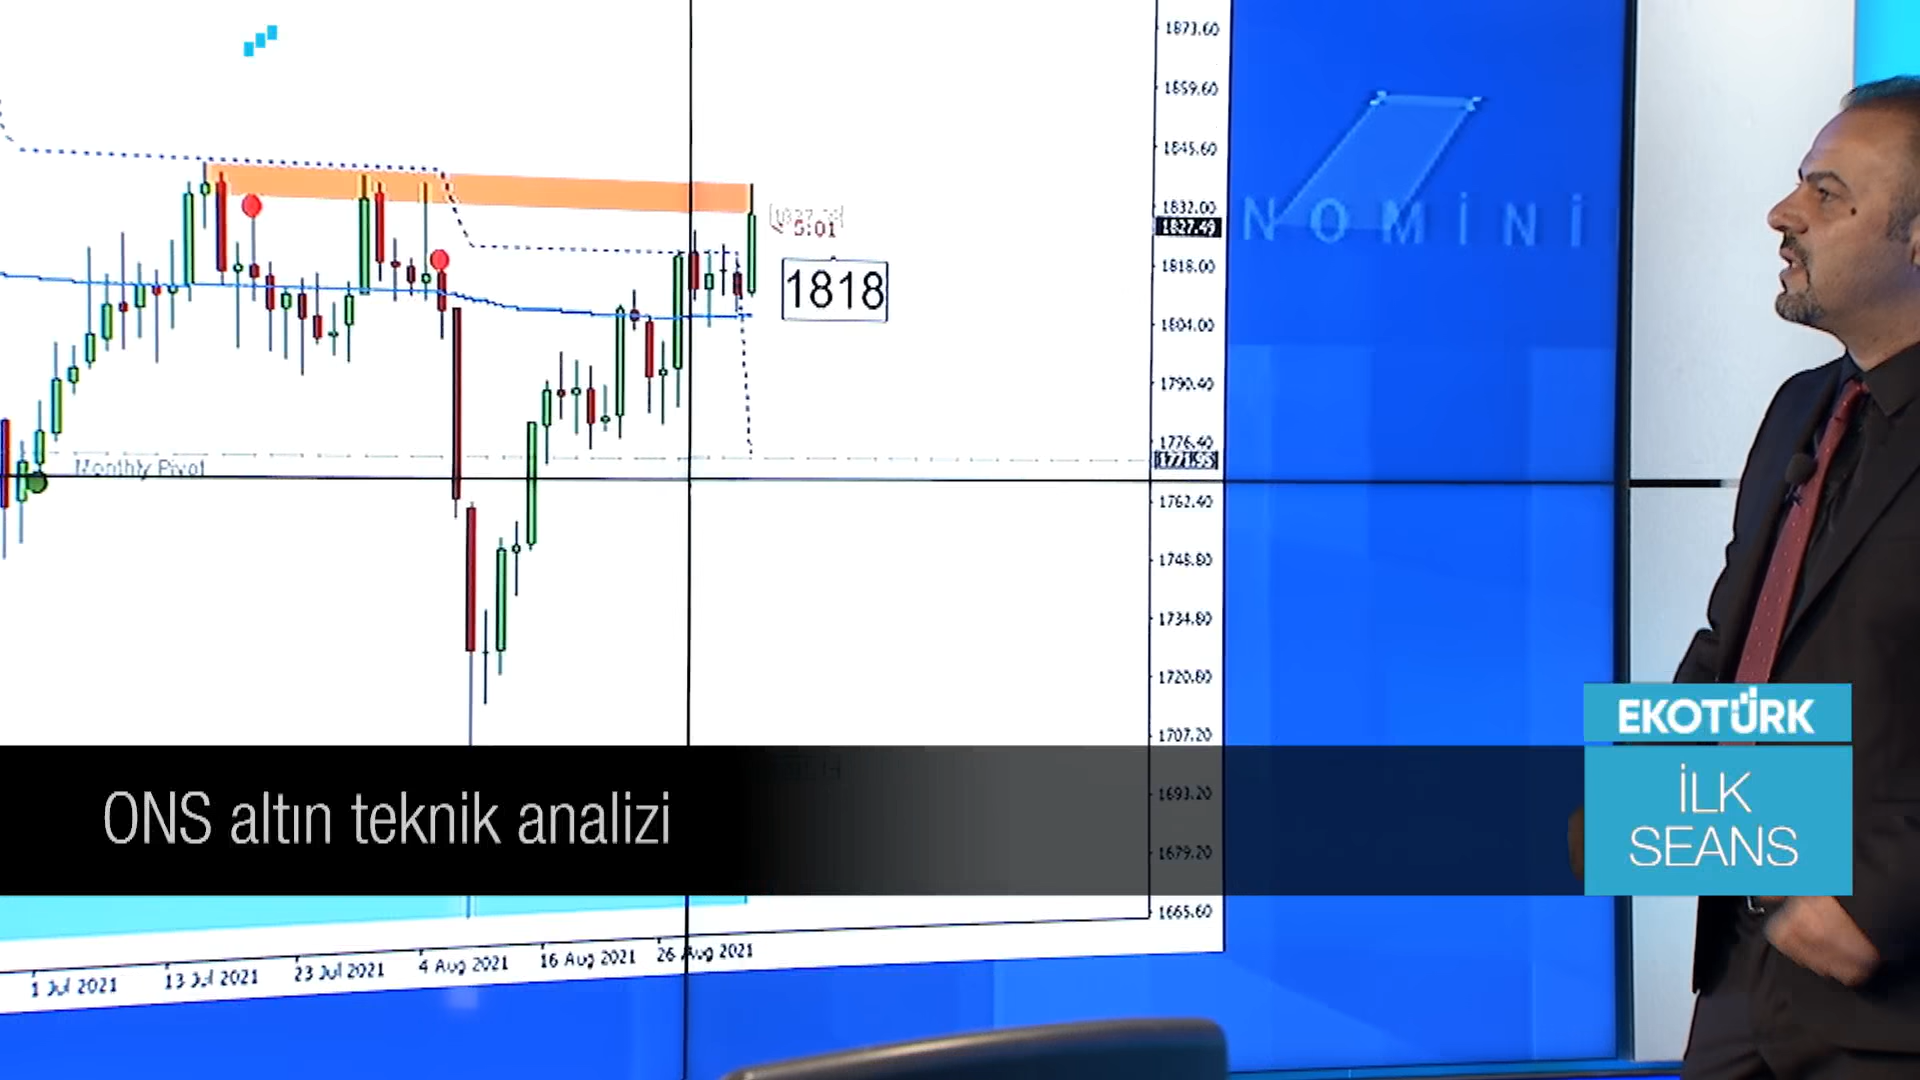 1873.60
1859.60
1845.60
1832.00
1827.49
5:01
1818.00
1818
1804.00
1790.40
1776.40
Monthly Pivot
1762.40
1748.80
1734.80
1720.80
1707.20
1693.20
1679.20
1665.60
1 Jul 2021
13 Jul 2021
23 Jul 2021
4 Aug 2021
16 Aug 2021
26 Aug 2021
NOMİNİ
EKOTÜRK
İLK
SEANS
ONS altın teknik analizi